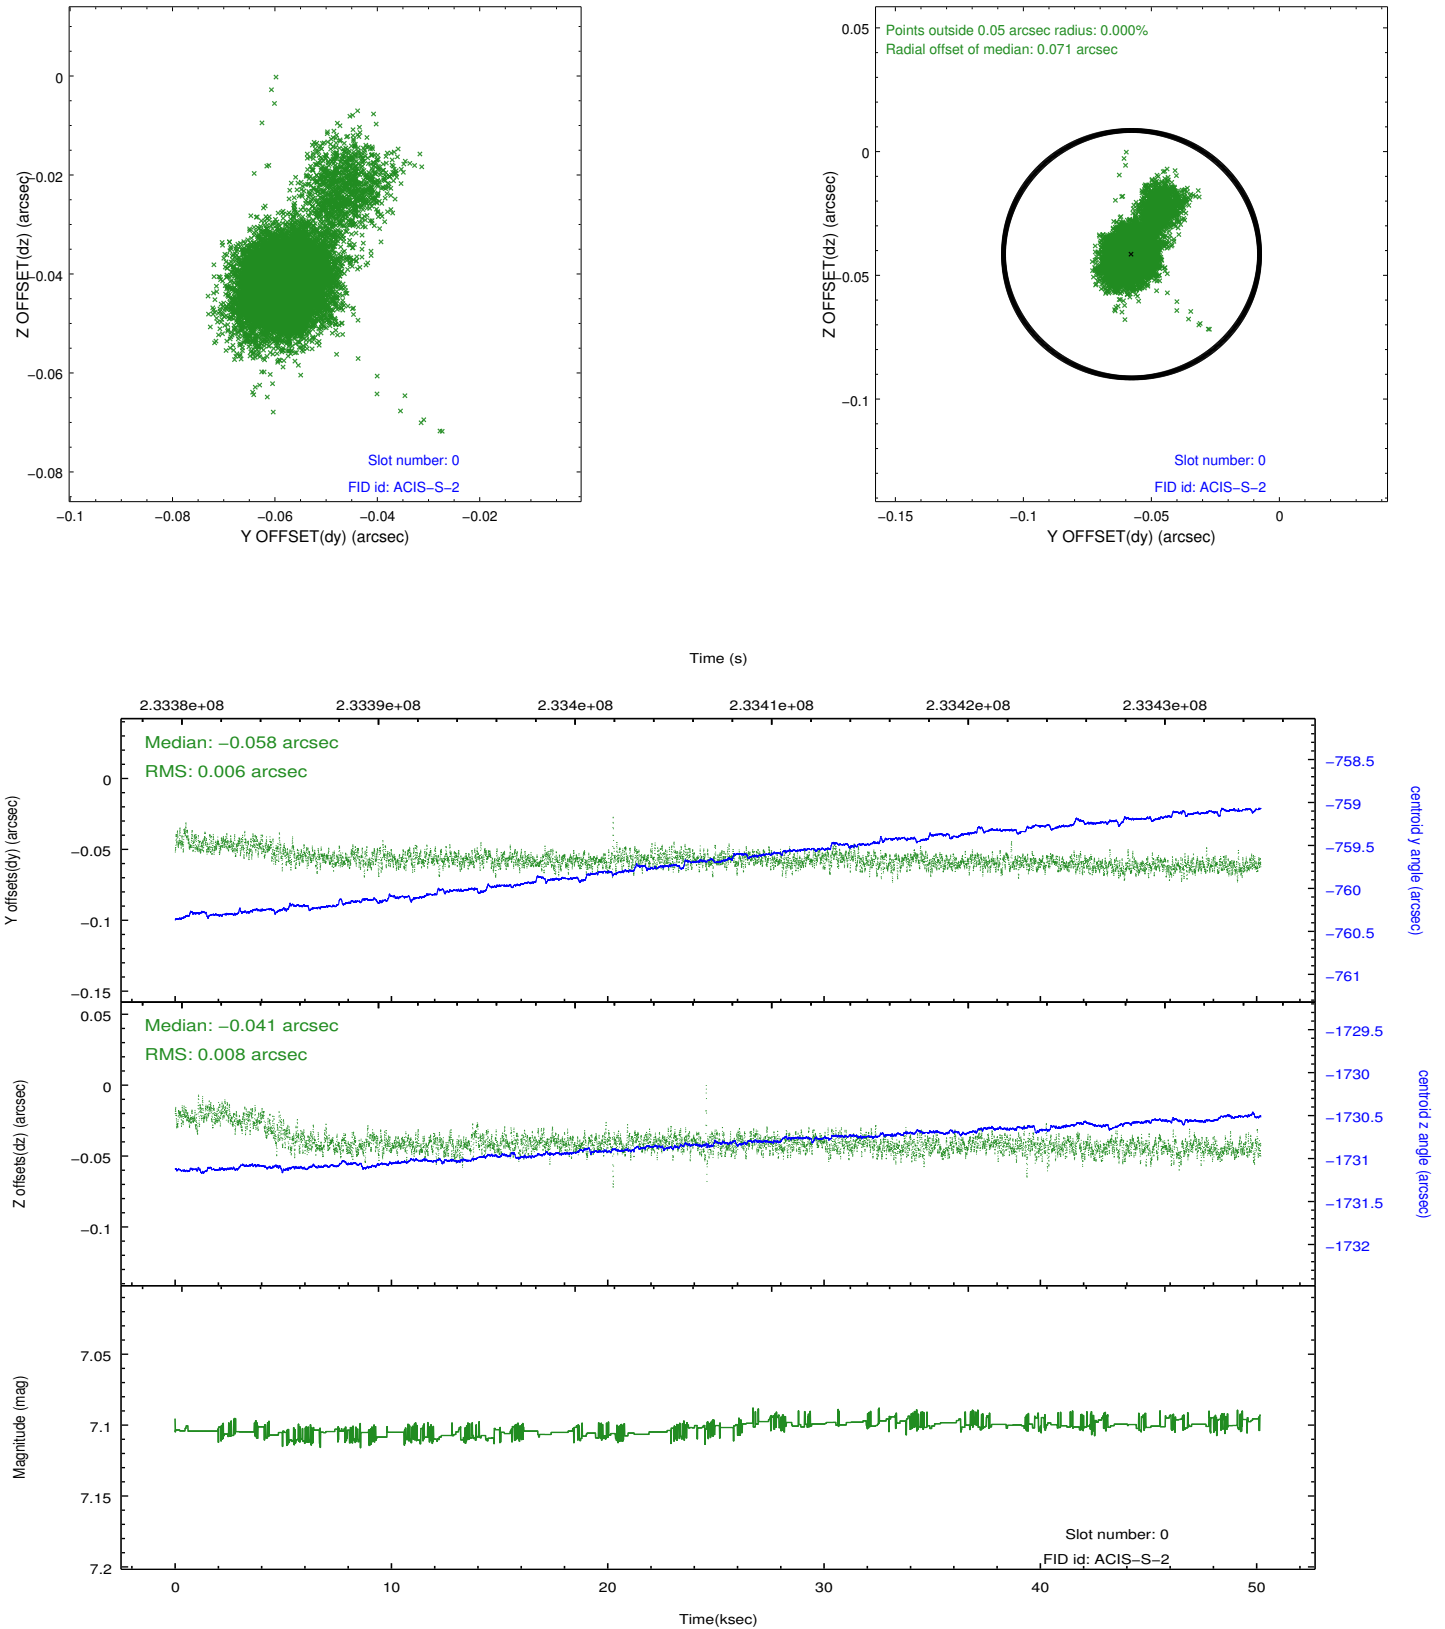 0
−0.02
−0.04
−0.06
−0.08
Z OFFSET(dz) (arcsec)
Slot number: 0
FID id: ACIS−S−2
−0.1 −0.08 −0.06 −0.04 −0.02
Y OFFSET(dy) (arcsec)
Points outside 0.05 arcsec radius: 0.000%
Radial offset of median: 0.071 arcsec
0.05
0
−0.05
−0.1
Z OFFSET(dz) (arcsec)
Slot number: 0
FID id: ACIS−S−2
−0.15 −0.1 −0.05 0
Y OFFSET(dy) (arcsec)
Time (s)
2.3338e+08 2.3339e+08 2.334e+08 2.3341e+08 2.3342e+08 2.3343e+08
Median: −0.058 arcsec
RMS: 0.006 arcsec
0
−0.05
−0.1
−0.15
Y offsets(dy) (arcsec)
−758.5
−759
−759.5
−760
−760.5
−761
centroid y angle (arcsec)
Median: −0.041 arcsec
RMS: 0.008 arcsec
0.05
0
−0.05
−0.1
Z offsets(dz) (arcsec)
−1729.5
−1730
−1730.5
−1731
−1731.5
−1732
centroid z angle (arcsec)
7.05
7.1
7.15
7.2
Magnitude (mag)
Slot number: 0
FID id: ACIS−S−2
0 10 20 30 40 50
Time(ksec)